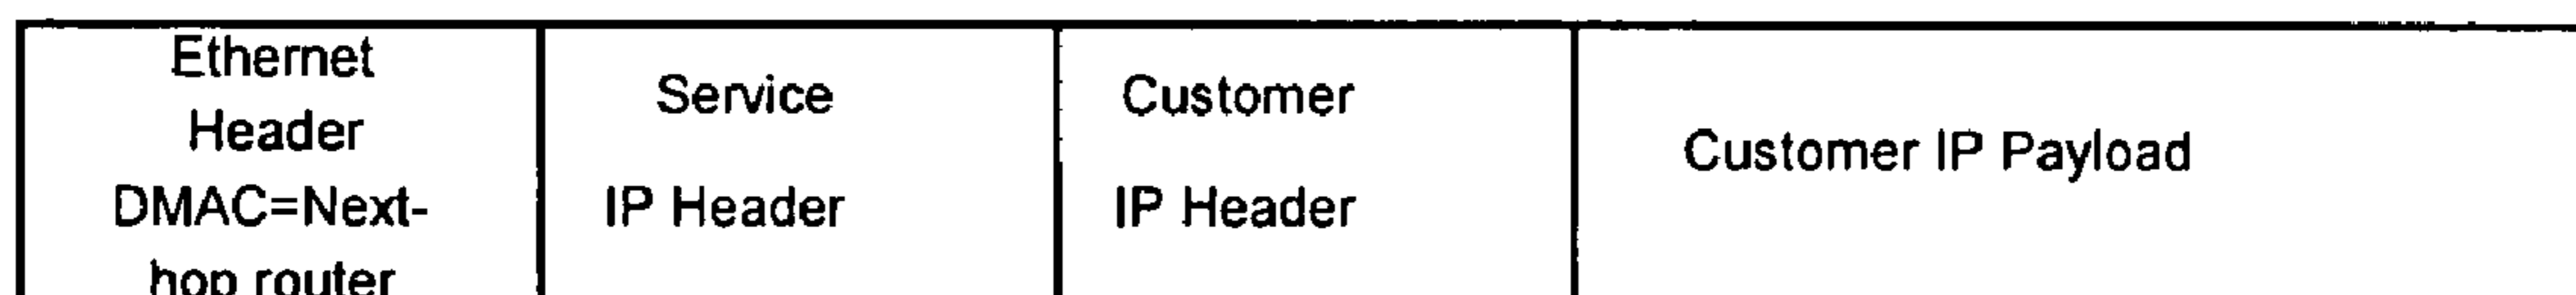 Ethernet
Header
DMAC=Next-
hop router
Service
IP Header
Customer
IP Header
Customer IP Payload